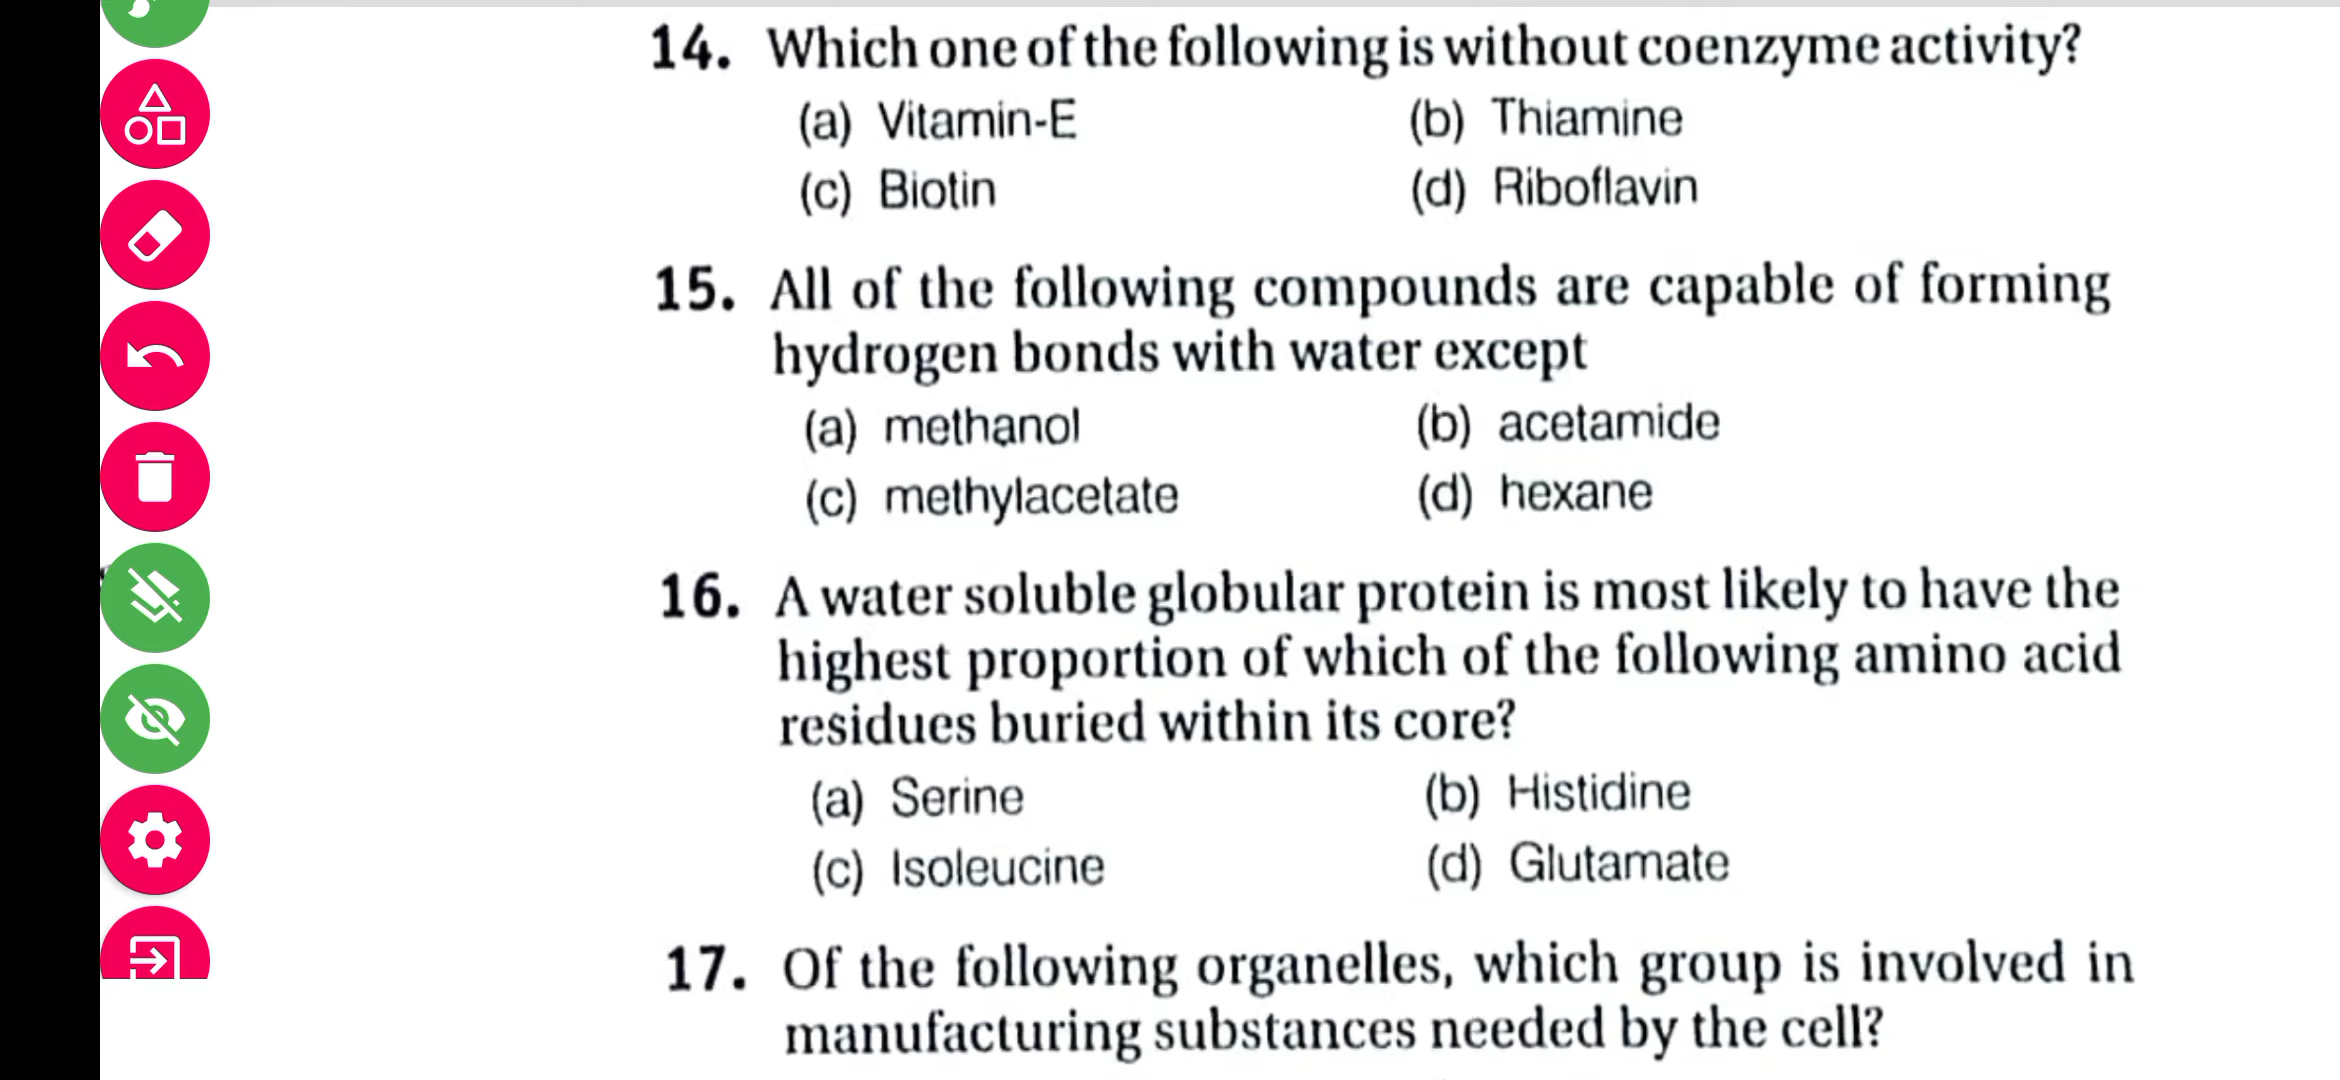 14. Which one of the following is without coenzyme activity?
(a) Vitamin-E (b) Thiamine
(c) Biotin (d) Riboflavin
15. All of the following compounds are capable of forming
hydrogen bonds with water except
(a) methanol (b) acetamide
(c) methylacetate (d) hexane
16. A water soluble globular protein is most likely to have the
highest proportion of which of the following amino acid
residues buried within its core?
(a) Serine (b) Histidine
(c) Isoleucine (d) Glutamate
17. Of the following organelles, which group is involved in
manufacturing substances needed by the cell?